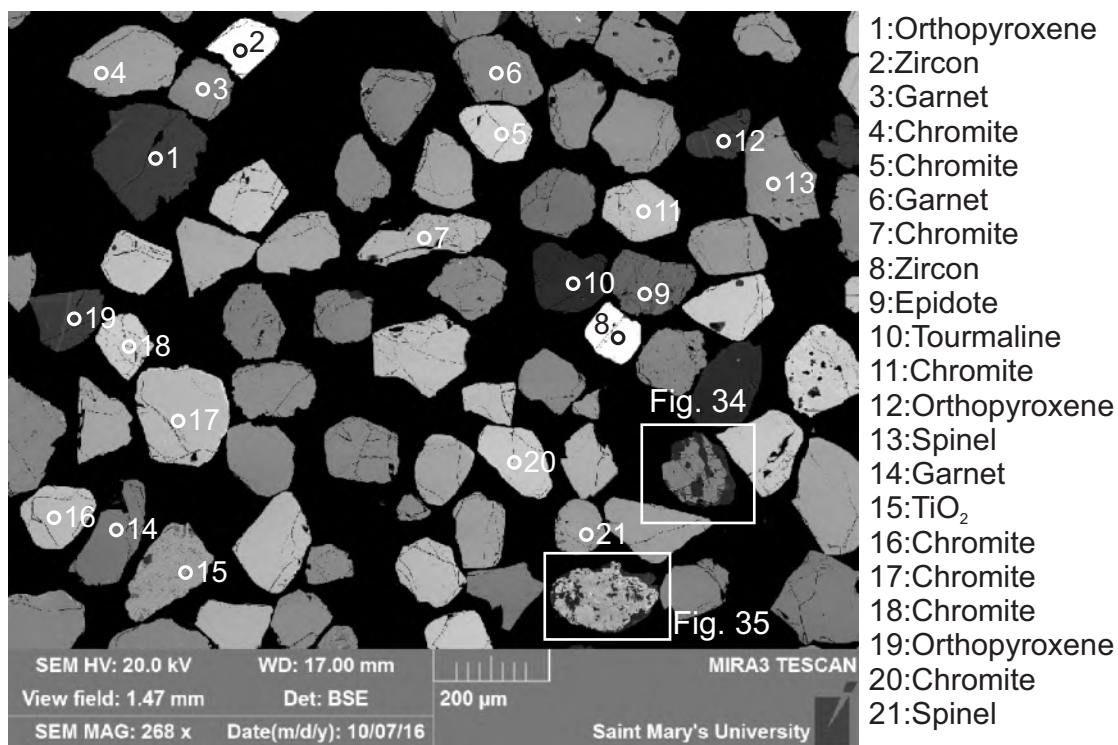 2
4
3
6
5
12
1
13
11
7
10
9
8
19
18
Fig. 34
17
20
16
14
21
15
Fig. 35
SEM HV: 20.0 kV
WD: 17.00 mm
MIRA3 TESCAN
View field: 1.47 mm
Det: BSE
200 µm
SEM MAG: 268 x
Date(m/d/y): 10/07/16
Saint Mary's University
1:Orthopyroxene
2:Zircon
3:Garnet
4:Chromite
5:Chromite
6:Garnet
7:Chromite
8:Zircon
9:Epidote
10:Tourmaline
11:Chromite
12:Orthopyroxene
13:Spinel
14:Garnet
15:TiO₂
16:Chromite
17:Chromite
18:Chromite
19:Orthopyroxene
20:Chromite
21:Spinel